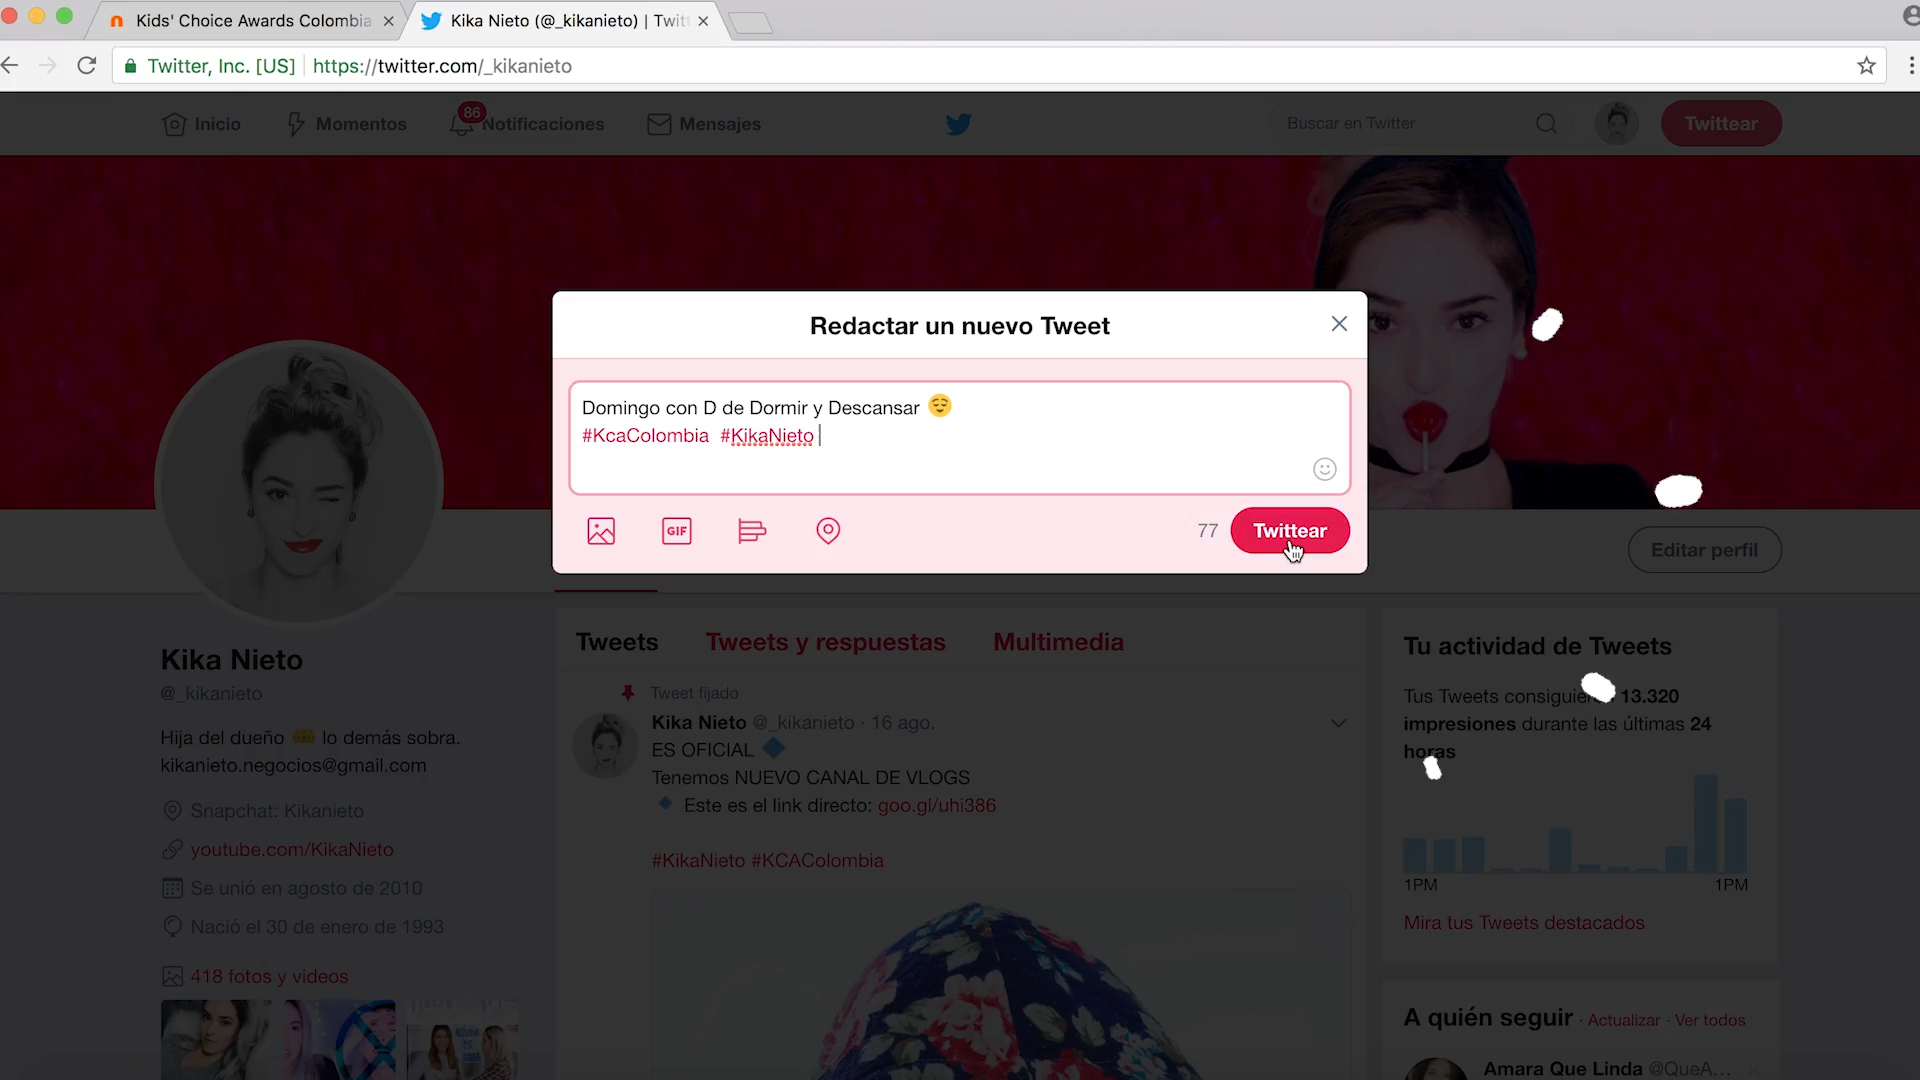 Kids' Choice Awards Colombia
Kika Nieto (@_kikanieto) | Twit
Twitter, Inc. [US] https://twitter.com/_kikanieto
Inicio
Momentos
86
Notificaciones
Mensajes
Buscar en Twitter
Twittear
Redactar un nuevo Tweet
Domingo con D de Dormir y Descansar
#KcaColombia #KikaNieto
GIF
77
Twittear
Editar perfil
Kika Nieto
@_kikanieto
Hija del dueño lo demás sobra.
kikanieto.negocios@gmail.com
Snapchat: Kikanieto
youtube.com/KikaNieto
Se unió en agosto de 2010
Nació el 30 de enero de 1993
418 fotos y videos
Tweets Tweets y respuestas Multimedia
Tweet fijado
Kika Nieto @_kikanieto · 16 ago.
ES OFICIAL
Tenemos NUEVO CANAL DE VLOGS
Este es el link directo: goo.gl/uhi386
#KikaNieto #KCAColombia
Tu actividad de Tweets
Tus Tweets consiguie 13.320
impresiones durante las últimas 24
horas
1PM 1PM
Mira tus Tweets destacados
A quién seguir · Actualizar · Ver todos
Amara Que Linda @QueA...